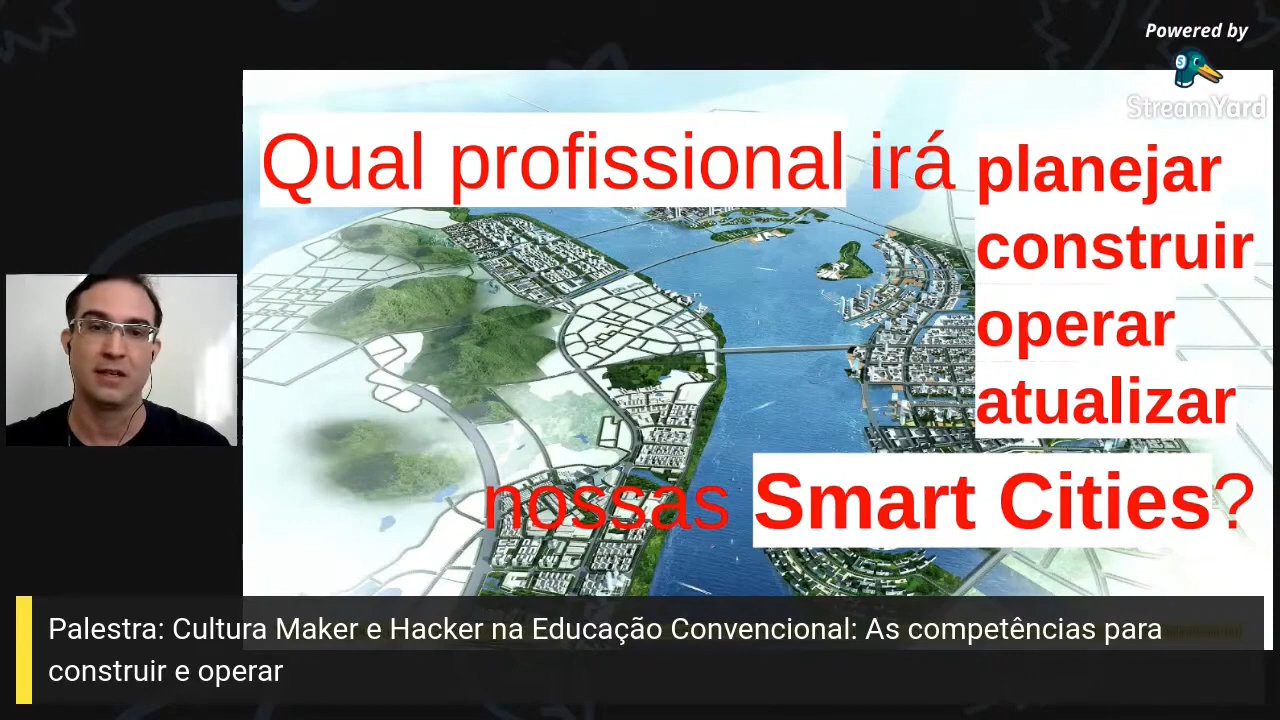 Powered by
StreamYard
Qual profissional irá
planejar
construir
operar
atualizar
nossas Smart Cities?
Palestra: Cultura Maker e Hacker na Educação Convencional: As competências para
construir e operar